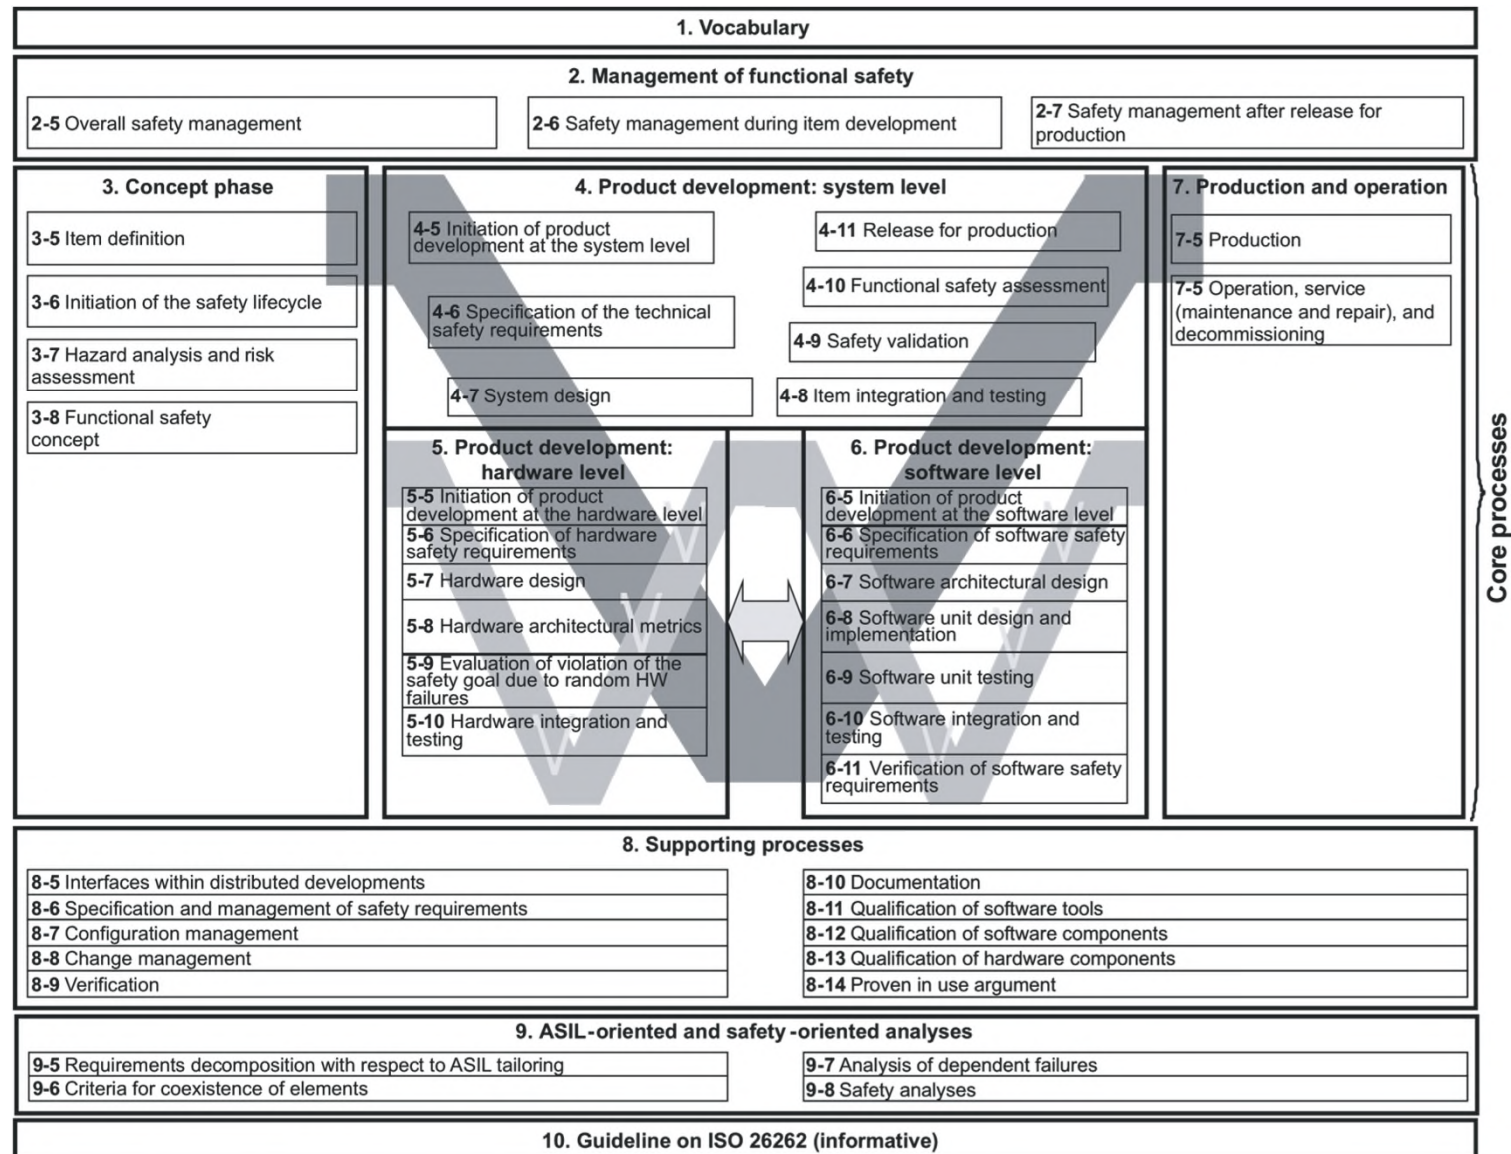 1. Vocabulary
2. Management of functional safety
2-5 Overall safety management
2-6 Safety management during item development
2-7 Safety management after release for
production
3. Concept phase
3-5 Item definition
3-6 Initiation of the safety lifecycle
3-7 Hazard analysis and risk
assessment
3-8 Functional safety
concept
4. Product development: system level
4-5 Initiation of product
development at the system level
4-6 Specification of the technical
safety requirements
4-7 System design
4-11 Release for production
4-10 Functional safety assessment
4-9 Safety validation
4-8 Item integration and testing
5. Product development:
hardware level
5-5 Initiation of product
development at the hardware level
5-6 Specification of hardware
safety requirements
5-7 Hardware design
5-8 Hardware architectural metrics
5-9 Evaluation of violation of the
safety goal due to random HW
failures
5-10 Hardware integration and
testing
6. Product development:
software level
6-5 Initiation of product
development at the software level
6-6 Specification of software safety
requirements
6-7 Software architectural design
6-8 Software unit design and
implementation
6-9 Software unit testing
6-10 Software integration and
testing
6-11 Verification of software safety
requirements
7. Production and operation
7-5 Production
7-5 Operation, service
(maintenance and repair), and
decommissioning
Core processes
8. Supporting processes
8-5 Interfaces within distributed developments
8-6 Specification and management of safety requirements
8-7 Configuration management
8-8 Change management
8-9 Verification
8-10 Documentation
8-11 Qualification of software tools
8-12 Qualification of software components
8-13 Qualification of hardware components
8-14 Proven in use argument
9. ASIL-oriented and safety-oriented analyses
9-5 Requirements decomposition with respect to ASIL tailoring
9-6 Criteria for coexistence of elements
9-7 Analysis of dependent failures
9-8 Safety analyses
10. Guideline on ISO 26262 (informative)